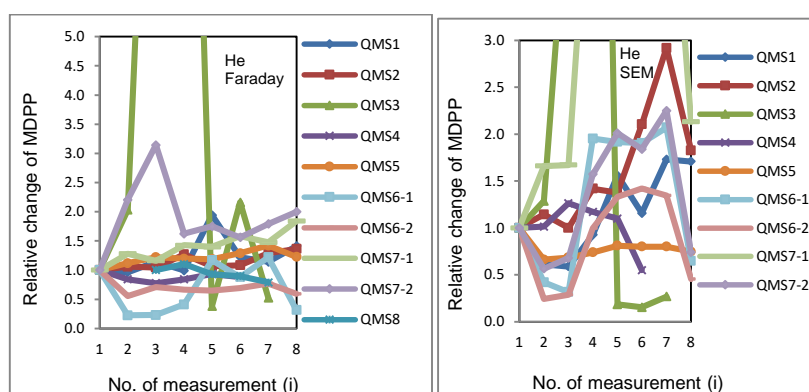 Relative change of MDPP
5.0
4.5
4.0
3.5
3.0
2.5
2.0
1.5
1.0
0.5
0.0
1 2 3 4 5 6 7 8
No. of measurement (i)
He
Faraday
QMS1
QMS2
QMS3
QMS4
QMS5
QMS6-1
QMS6-2
QMS7-1
QMS7-2
QMS8
Relative change of MDPP
3.0
2.5
2.0
1.5
1.0
0.5
0.0
1 2 3 4 5 6 7 8
No. of measurement (i)
He
SEM
QMS1
QMS2
QMS3
QMS4
QMS5
QMS6-1
QMS6-2
QMS7-1
QMS7-2